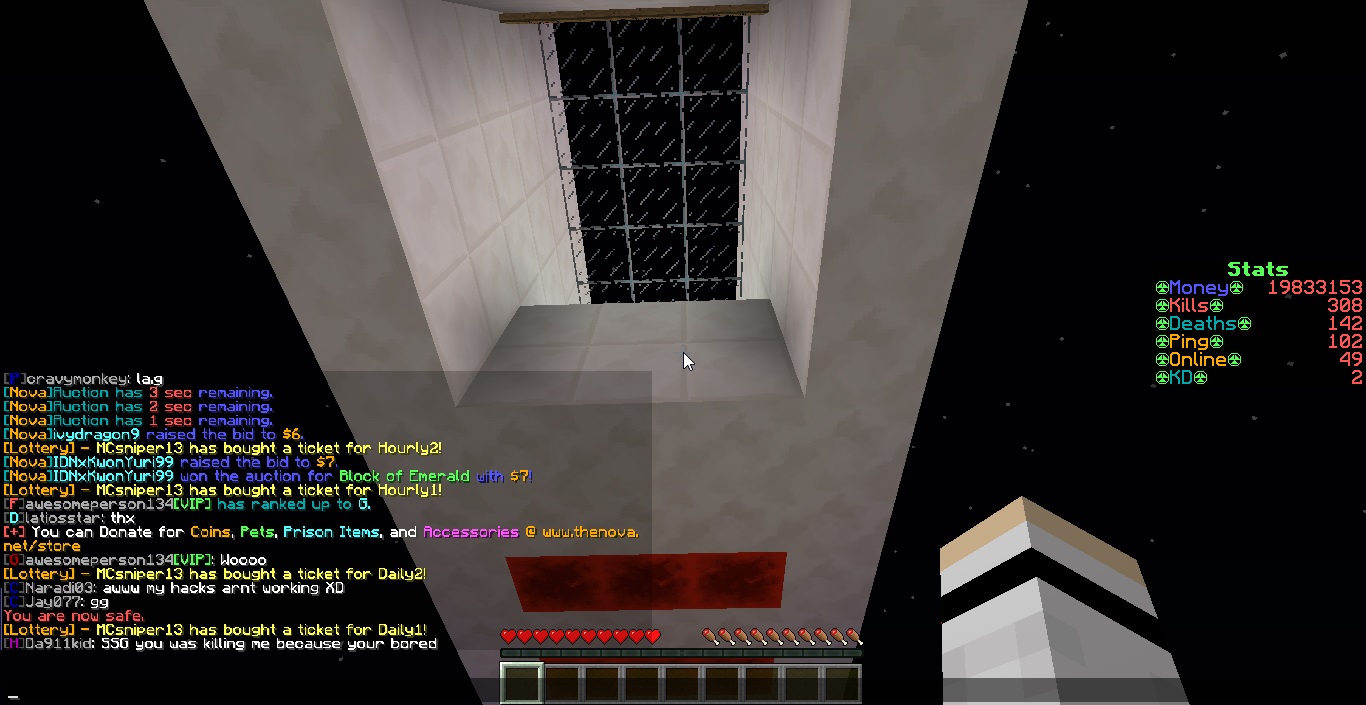 [P]cravymonkey: la.g
[Nova]Auction has 3 sec remaining.
[Nova]Auction has 2 sec remaining.
[Nova]Auction has 1 sec remaining.
[Nova]ivydragon9 raised the bid to $6.
[Lottery] - MCsniper13 has bought a ticket for Hourly2!
[Nova]IDNxKwonYuri99 raised the bid to $7.
[Nova]IDNxKwonYuri99 won the auction for Block of Emerald with $7!
[Lottery] - MCsniper13 has bought a ticket for Hourly1!
[F]awesomeperson134[VIP] has ranked up to G.
[D]latiosstar: thx
[+] You can Donate for Coins, Pets, Prison Items, and Accessories @ www.thenova.
net/store
[G]awesomeperson134[VIP]: Woooo
[Lottery] - MCsniper13 has bought a ticket for Daily2!
[C]Naradi03: awww my hacks arnt working XD
[C]Jay077: gg
You are now safe.
[Lottery] - MCsniper13 has bought a ticket for Daily1!
[M]Da911kid: SSG you was killing me because your bored
Stats
Money 19833153
Kills 308
Deaths 142
Ping 102
Online 49
KD 2